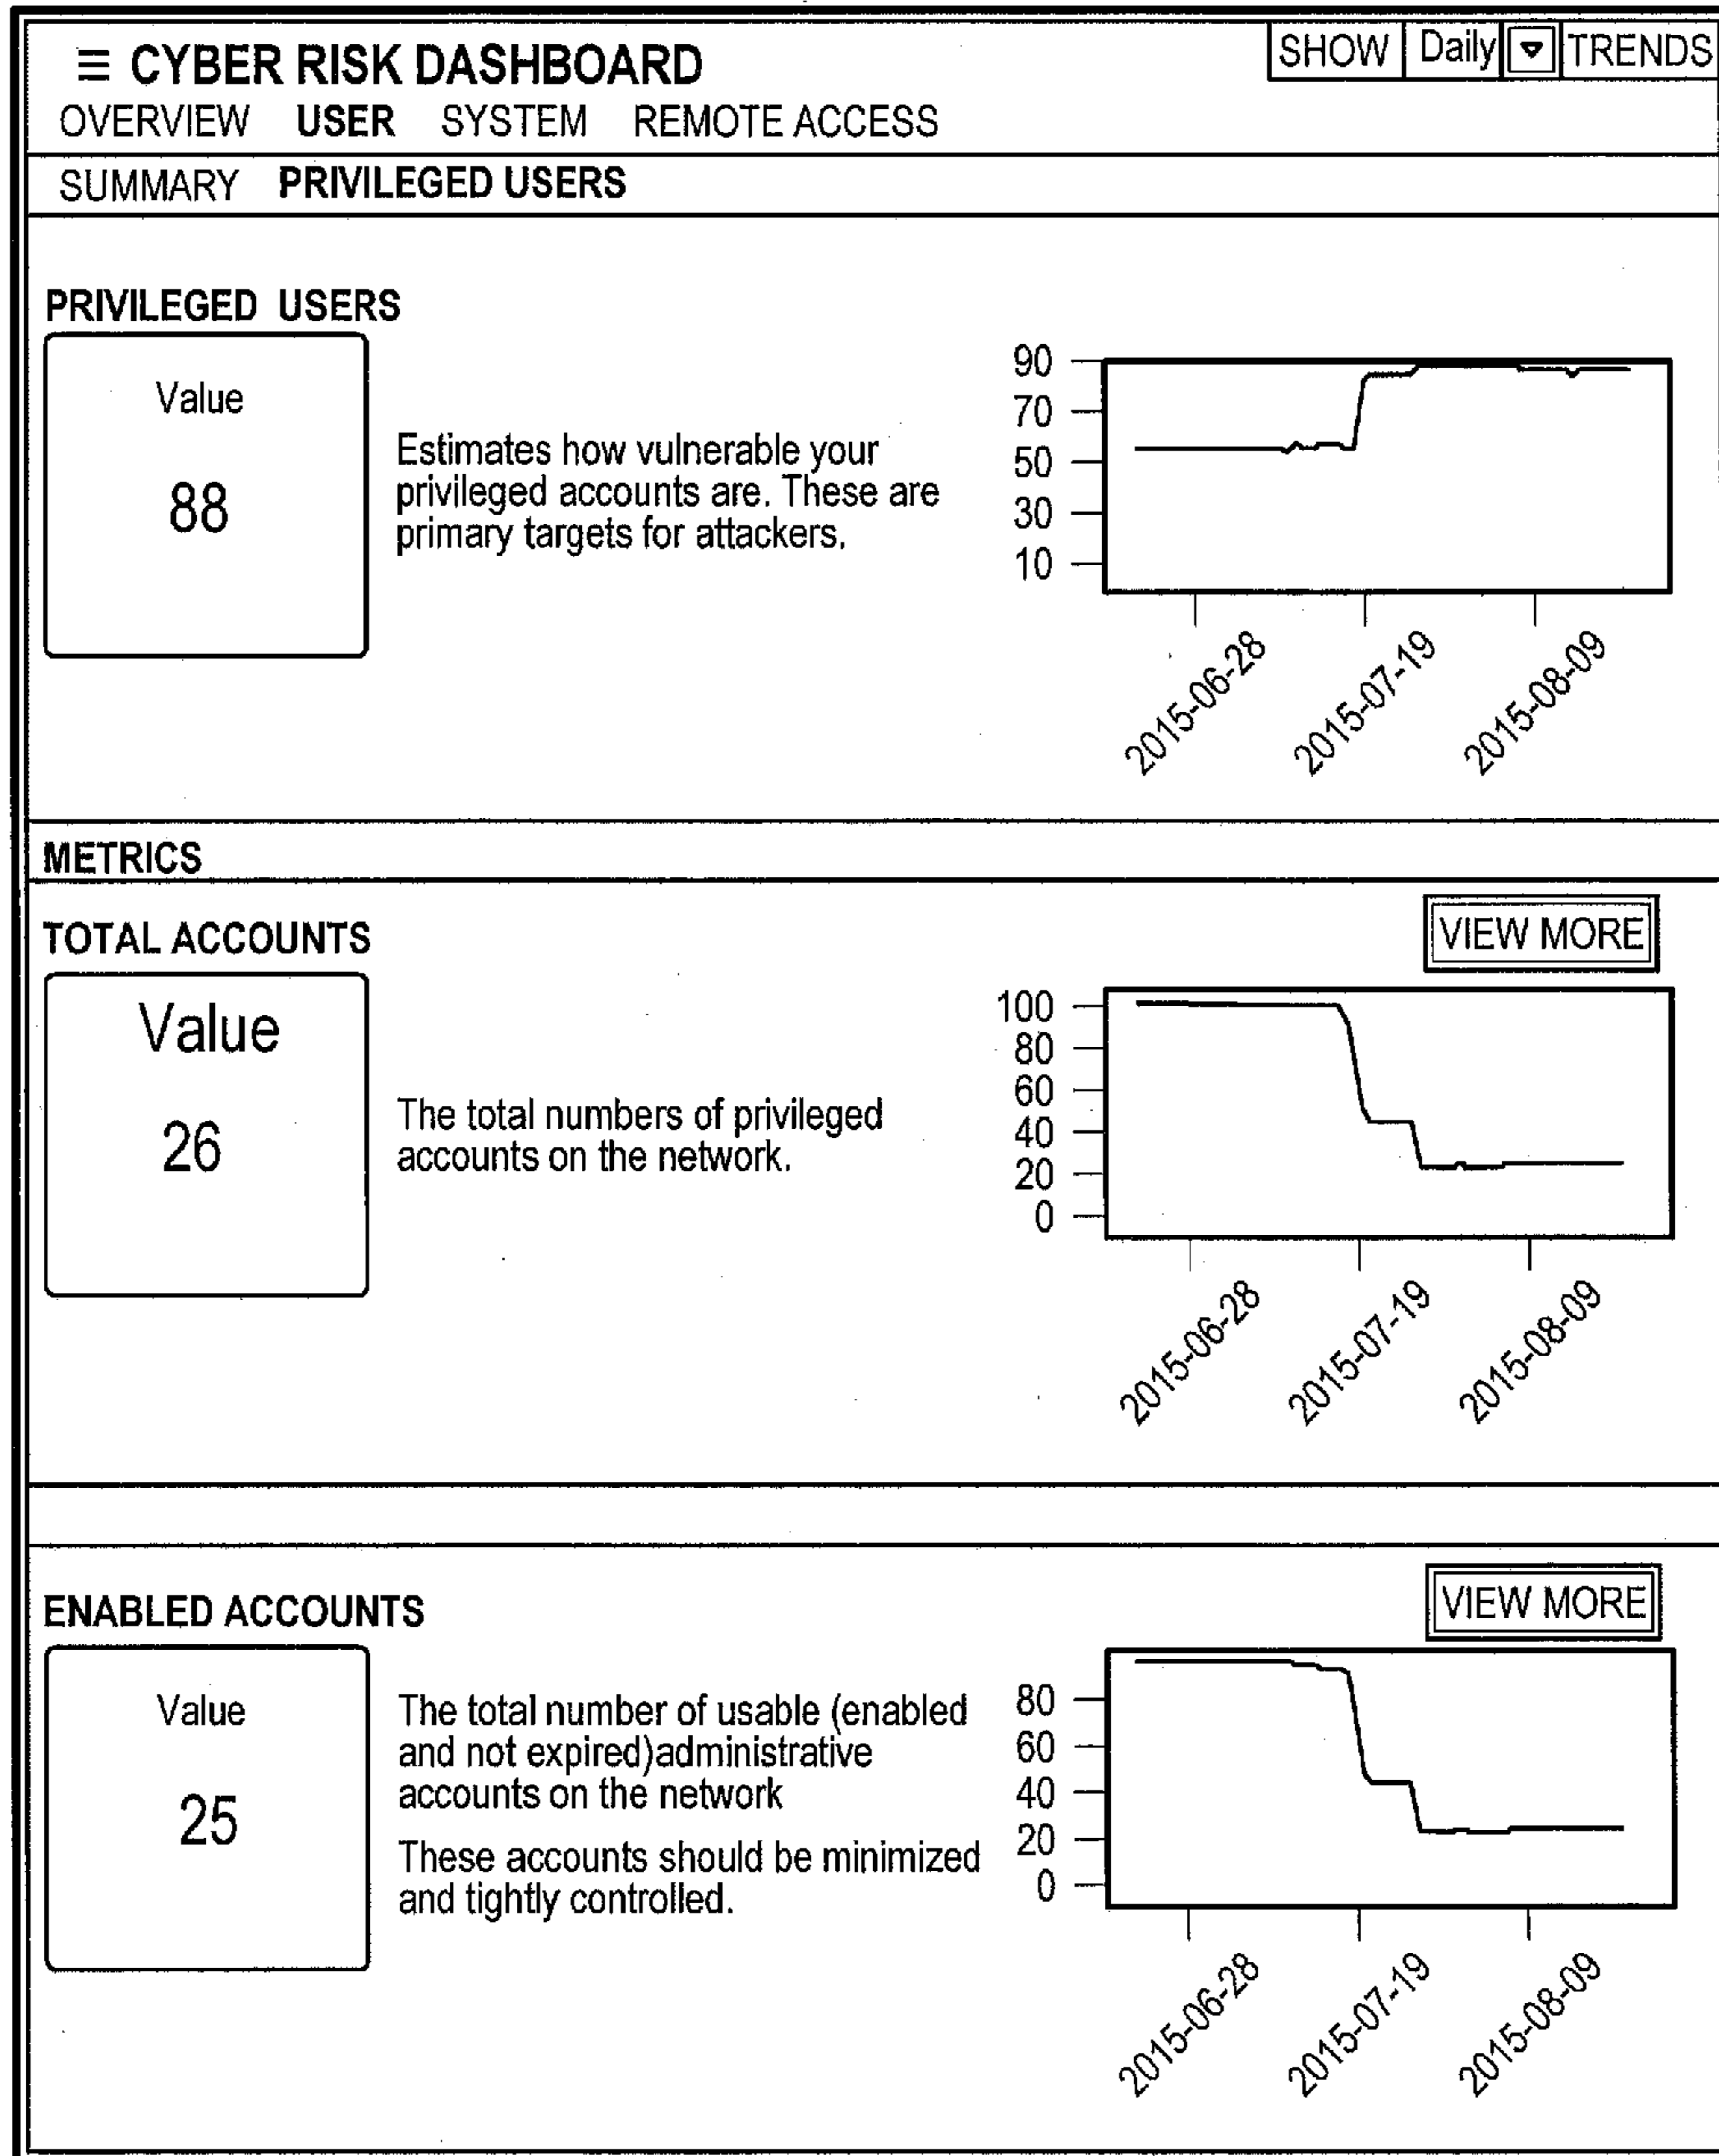 ≡ CYBER RISK DASHBOARD
SHOW Daily TRENDS
OVERVIEW USER SYSTEM REMOTE ACCESS
SUMMARY PRIVILEGED USERS
PRIVILEGED USERS
Value
88
Estimates how vulnerable your
privileged accounts are. These are
primary targets for attackers.
90
70
50
30
10
2015-06-28
2015-07-19
2015-08-09
METRICS
TOTAL ACCOUNTS
VIEW MORE
Value
26
The total numbers of privileged
accounts on the network.
100
80
60
40
20
0
2015-06-28
2015-07-19
2015-08-09
ENABLED ACCOUNTS
VIEW MORE
Value
25
The total number of usable (enabled
and not expired)administrative
accounts on the network
These accounts should be minimized
and tightly controlled.
80
60
40
20
0
2015-06-28
2015-07-19
2015-08-09